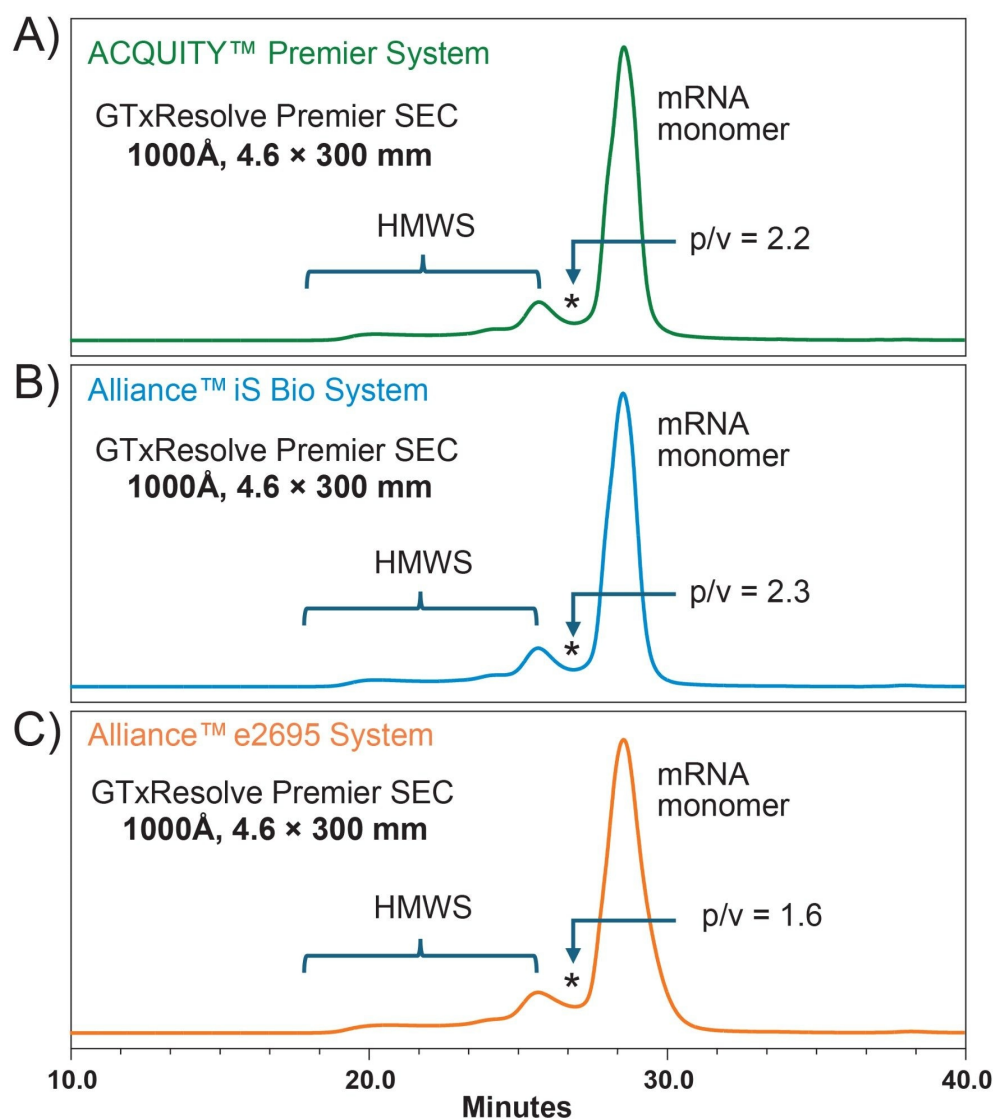 A)
ACQUITY™ Premier System
GTxResolve Premier SEC
1000Å, 4.6 × 300 mm
mRNA
monomer
HMWS
p/v = 2.2
*
B)
Alliance™ iS Bio System
GTxResolve Premier SEC
1000Å, 4.6 × 300 mm
mRNA
monomer
HMWS
p/v = 2.3
*
C)
Alliance™ e2695 System
GTxResolve Premier SEC
1000Å, 4.6 × 300 mm
mRNA
monomer
HMWS
p/v = 1.6
*
10.0 20.0 30.0 40.0
Minutes